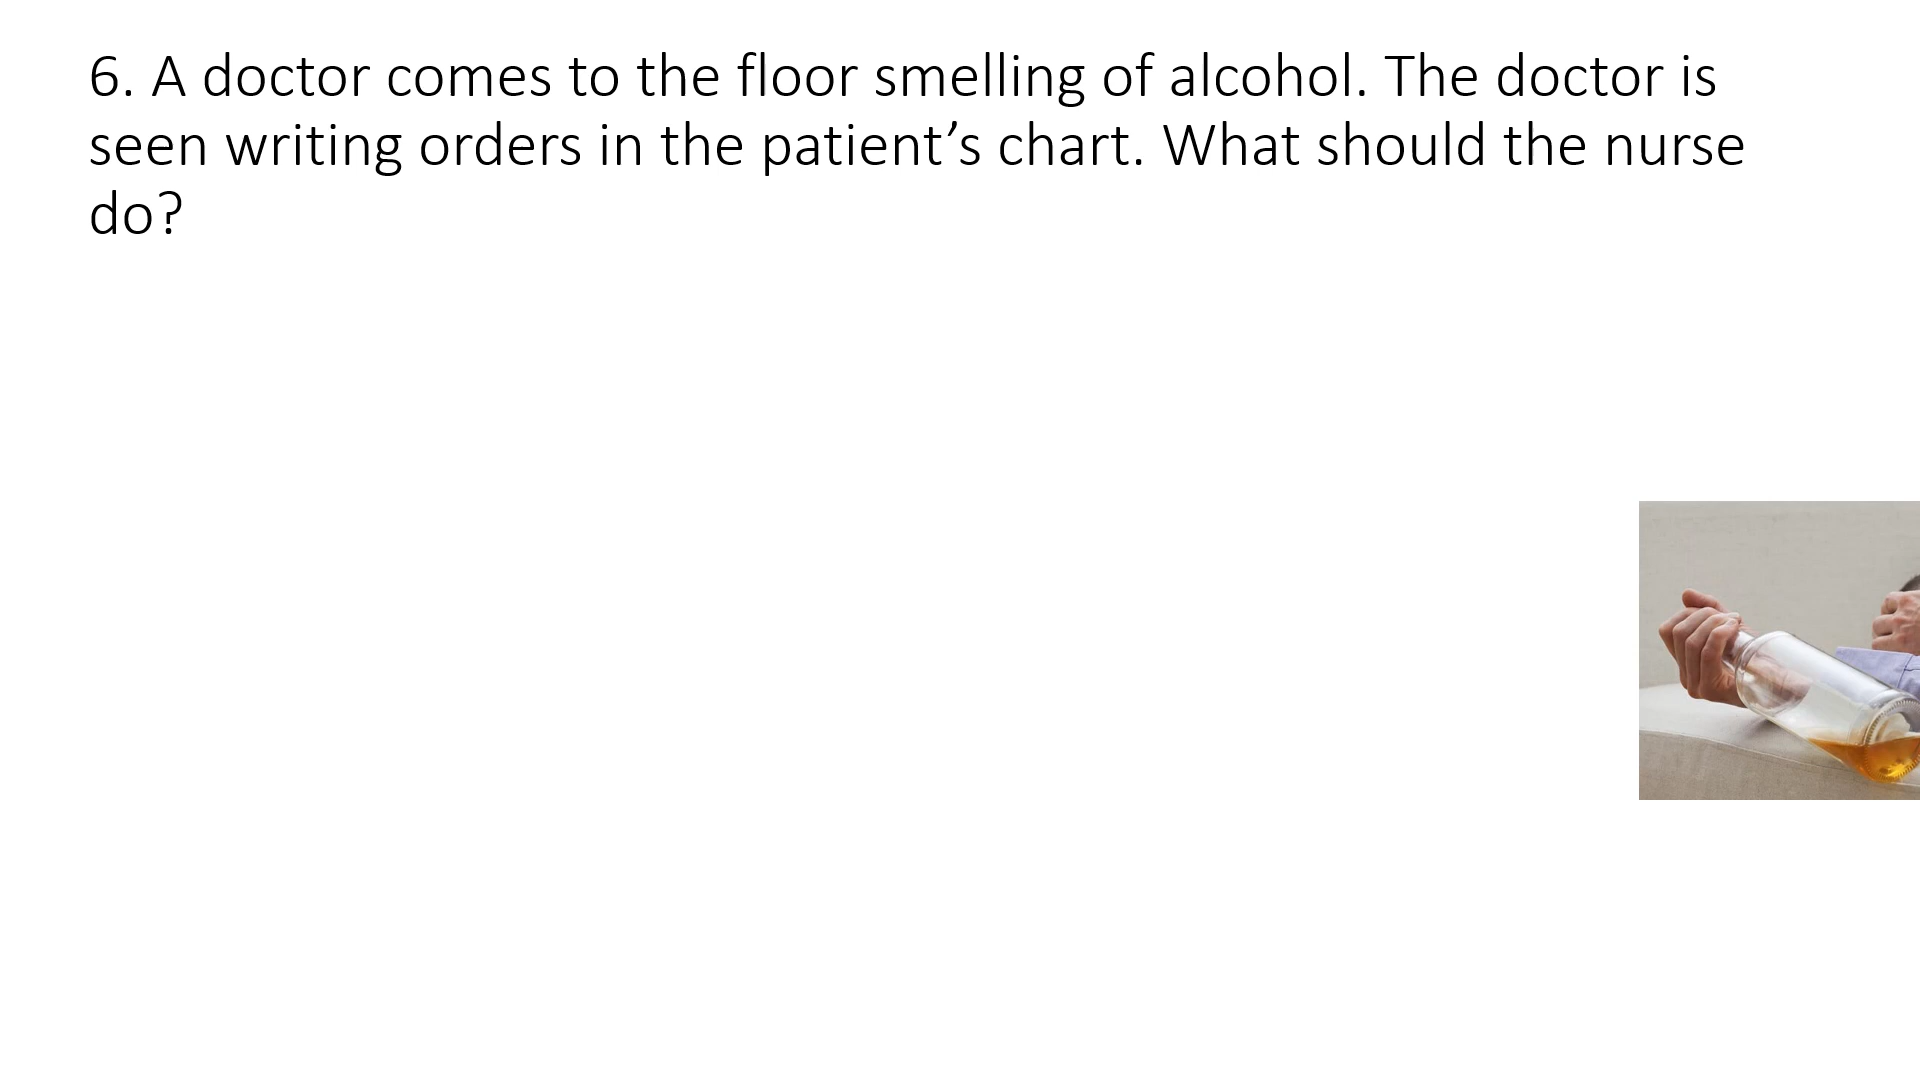 6. A doctor comes to the floor smelling of alcohol. The doctor is
seen writing orders in the patient’s chart. What should the nurse
do?